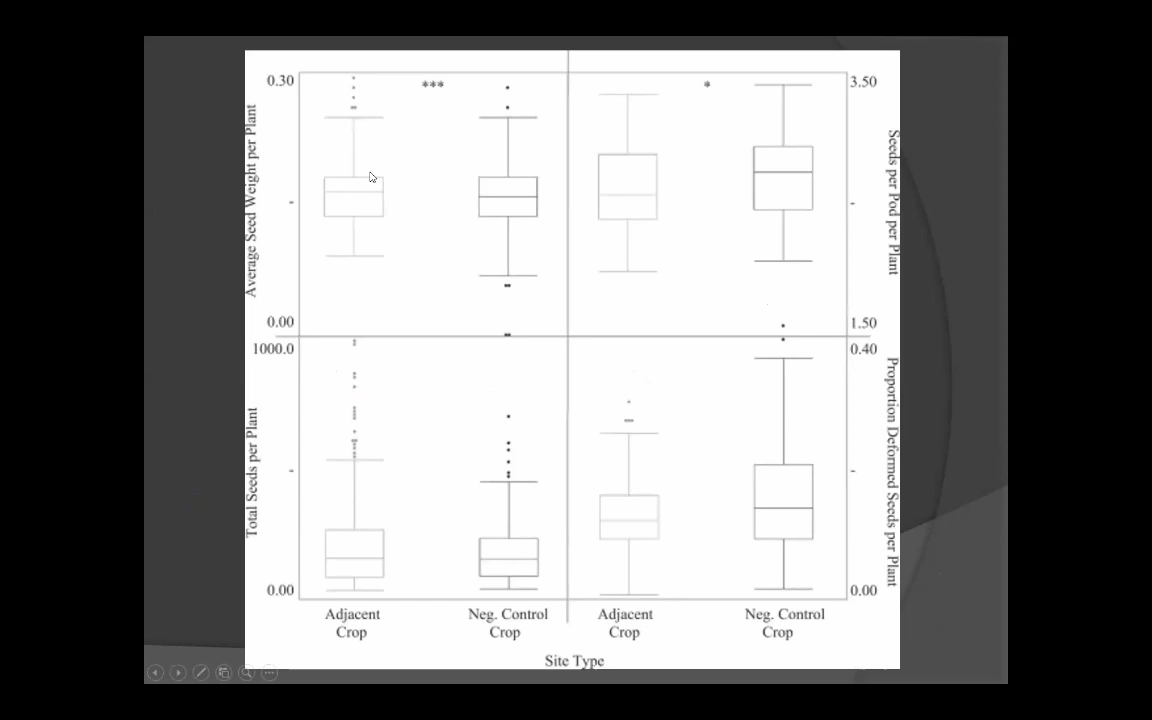 0.30
***
*
3.50
Average Seed Weight per Plant
-
-
Seeds per Pod per Plant
0.00
1.50
1000.0
0.40
Total Seeds per Plant
-
-
Proportion Deformed Seeds per Plant
0.00
0.00
Adjacent
Crop
Neg. Control
Crop
Adjacent
Crop
Neg. Control
Crop
Site Type